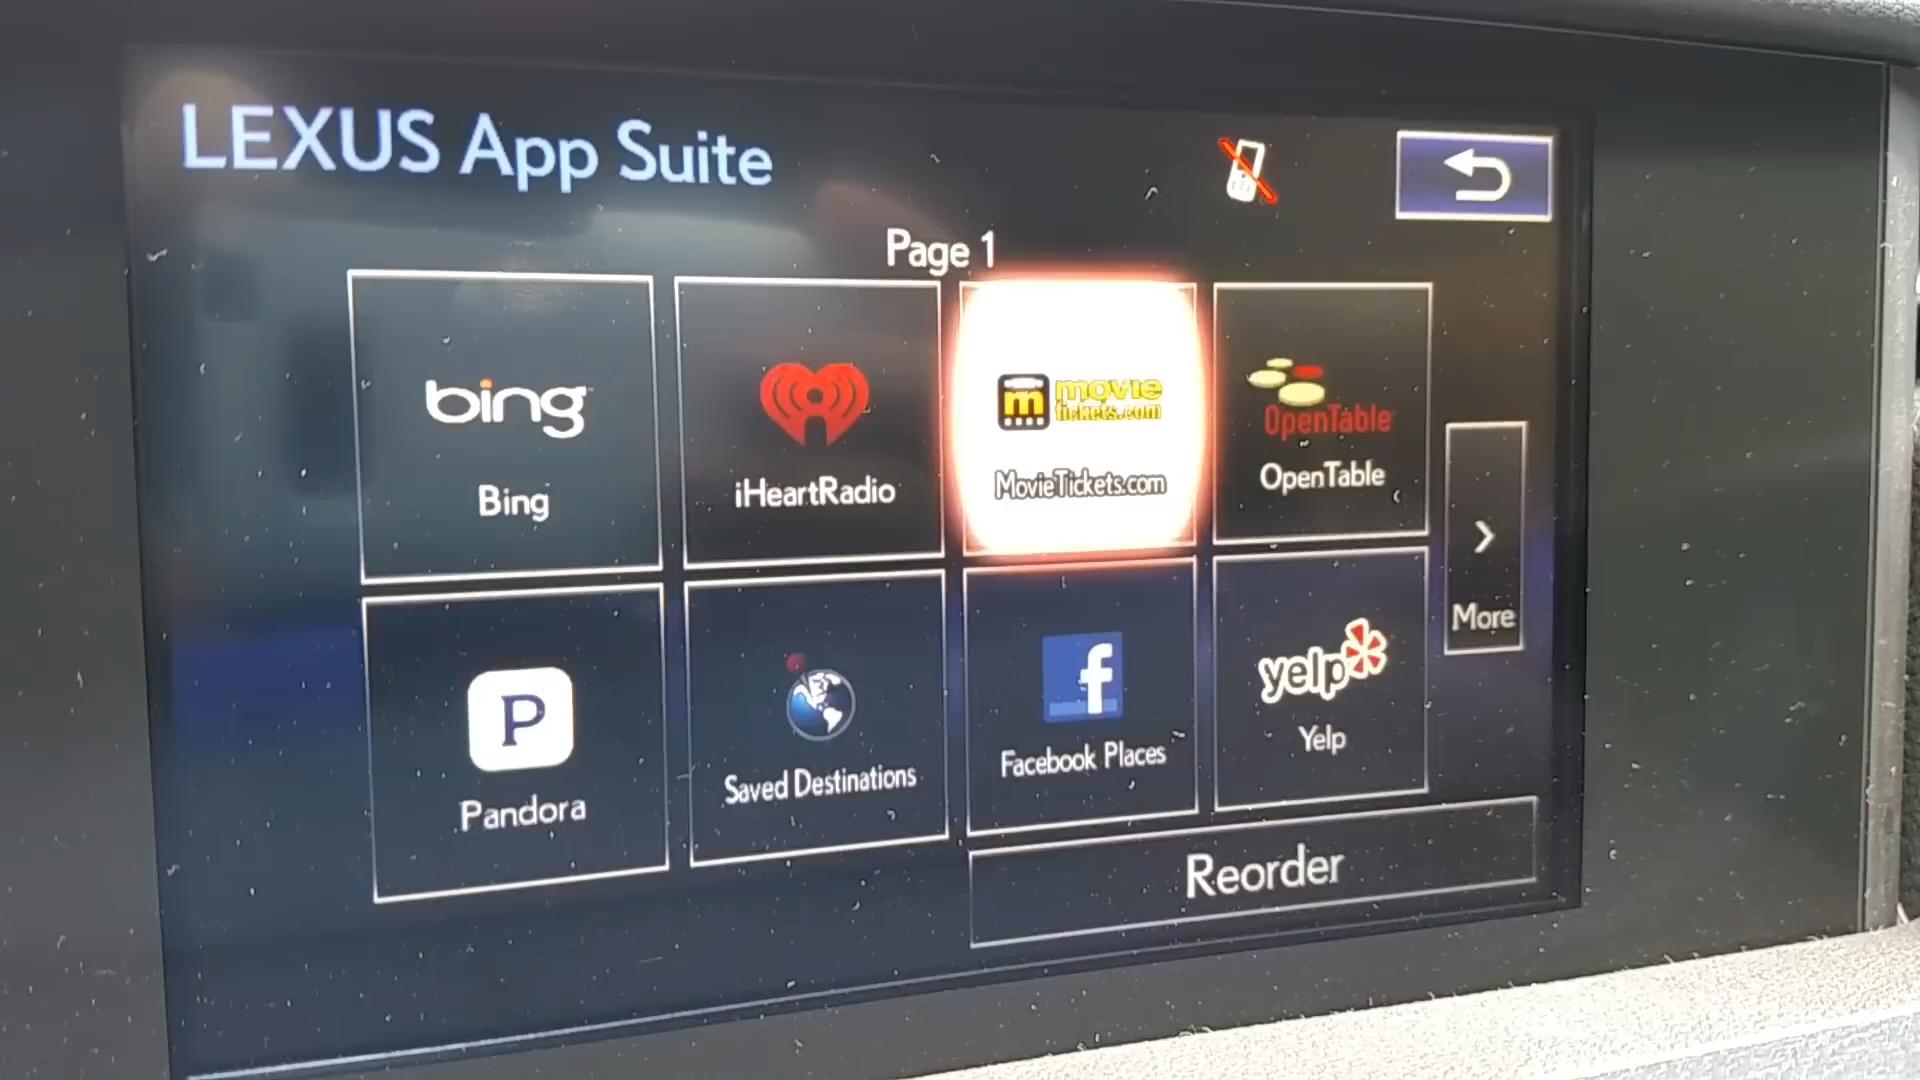 LEXUS App Suite
Page 1
bing
Bing
iHeartRadio
m movie
tickets.com
MovieTickets.com
OpenTable
OpenTable
More
P
Pandora
Saved Destinations
f
Facebook Places
yelp
Yelp
Reorder